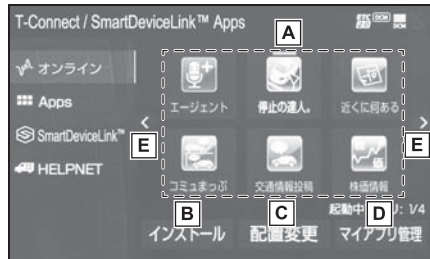 T-Connect / SmartDeviceLink™ Apps
A
オンライン
Apps
SmartDeviceLink™
HELPNET
エージェント
停止の達人。
近くに何ある
E
E
コミュまっぷ
交通情報投稿
株価情報
B
C
D
起動中
リ: 1/4
インストール
配置変更
マイアプリ管理